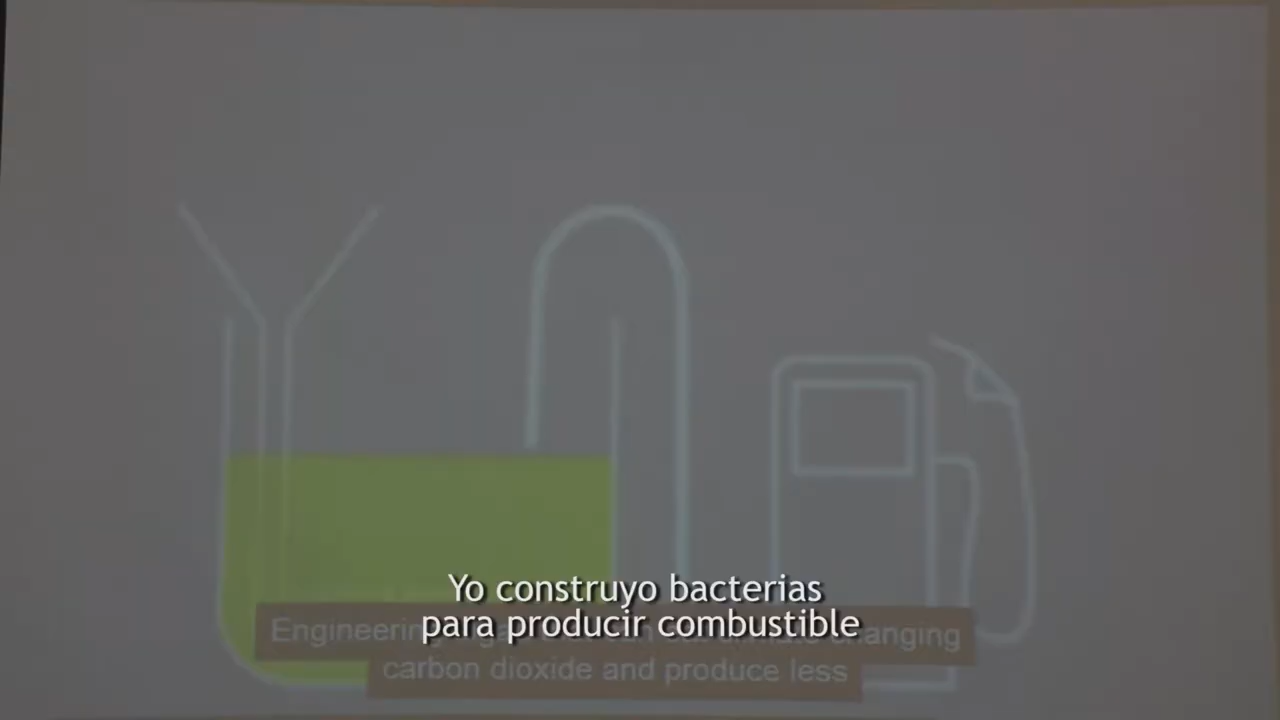 Yo construyo bacterias
para producir combustible
Engineering changing
carbon dioxide and produce less